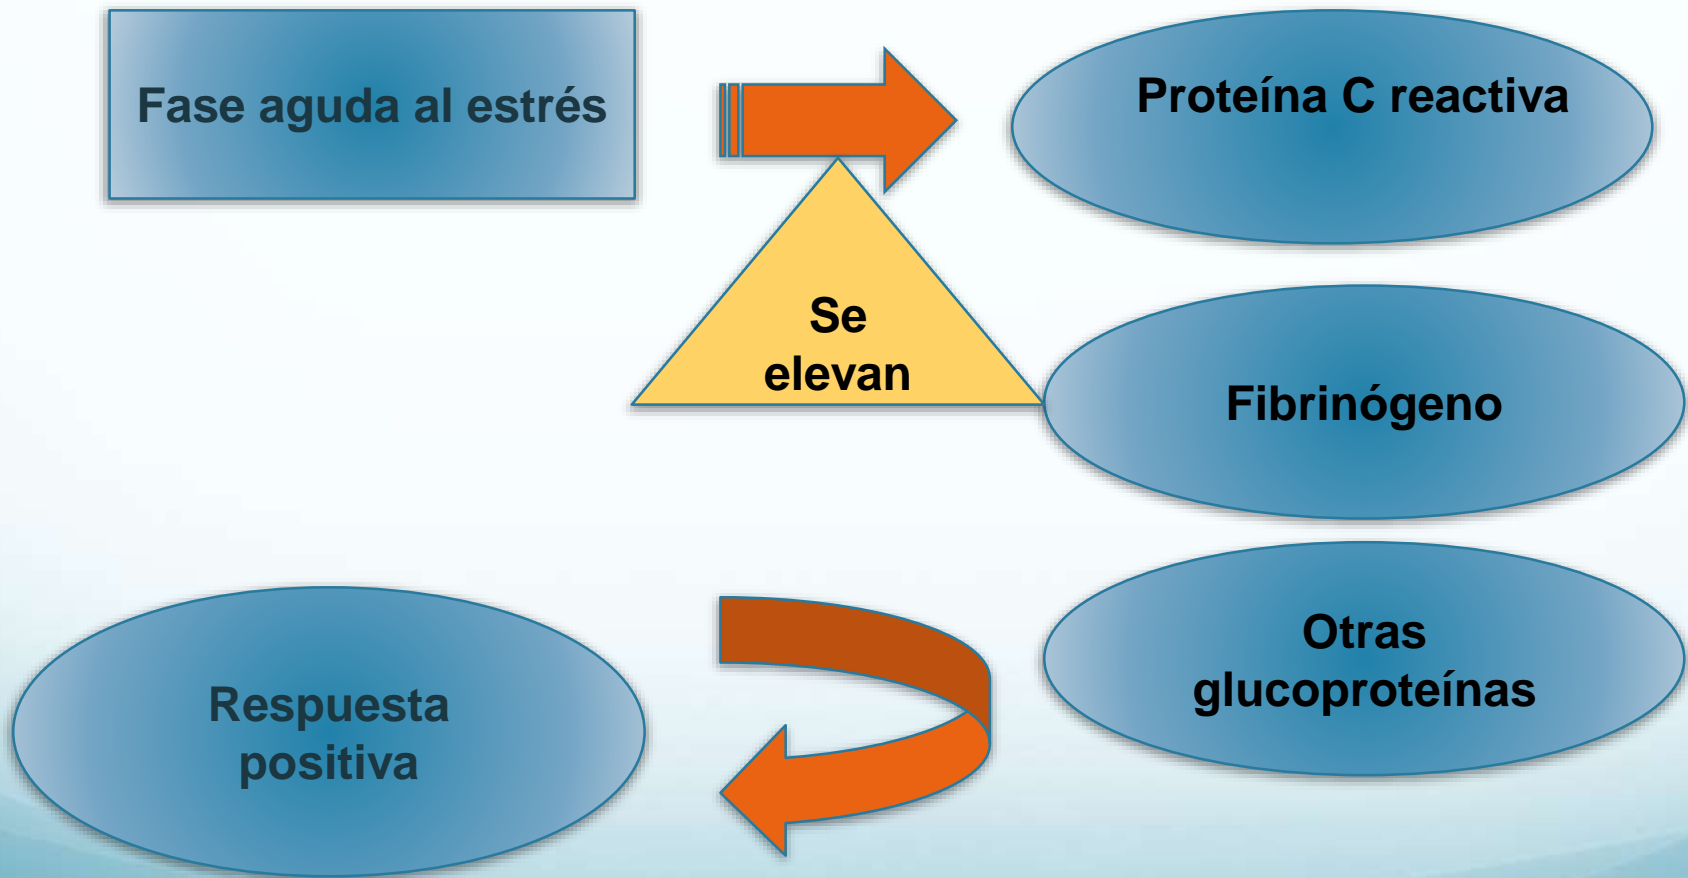 Fase aguda al estrés
Proteína C reactiva
Se
elevan
Fibrinógeno
Otras
glucoproteínas
Respuesta
positiva